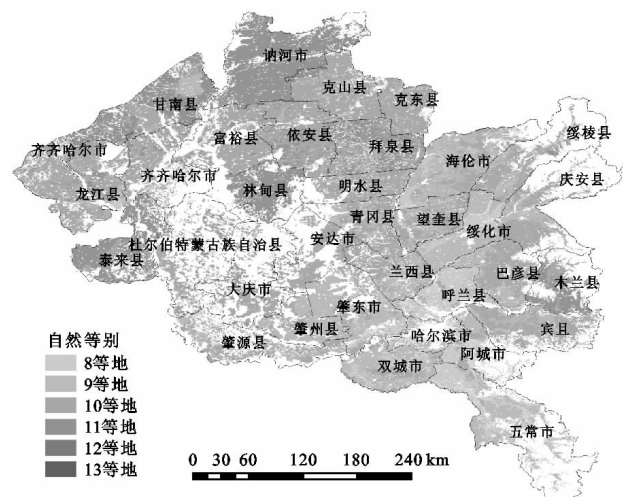 讷河市
克山县
甘南县
克东县
绥棱县
富裕县
依安县
拜泉县
齐齐哈尔市
海伦市
齐齐哈尔市
庆安县
龙江县
林甸县
明水县
青冈县
望奎县
绥化市
杜尔伯特蒙古族自治县
安达市
泰来县
兰西县
巴彦县
木兰县
大庆市
呼兰县
肇东市
肇州县
哈尔滨市
宾县
肇源县
阿城市
双城市
五常市
自然等别
8等地
9等地
10等地
11等地
12等地
13等地
0 30 60 120 180 240 km